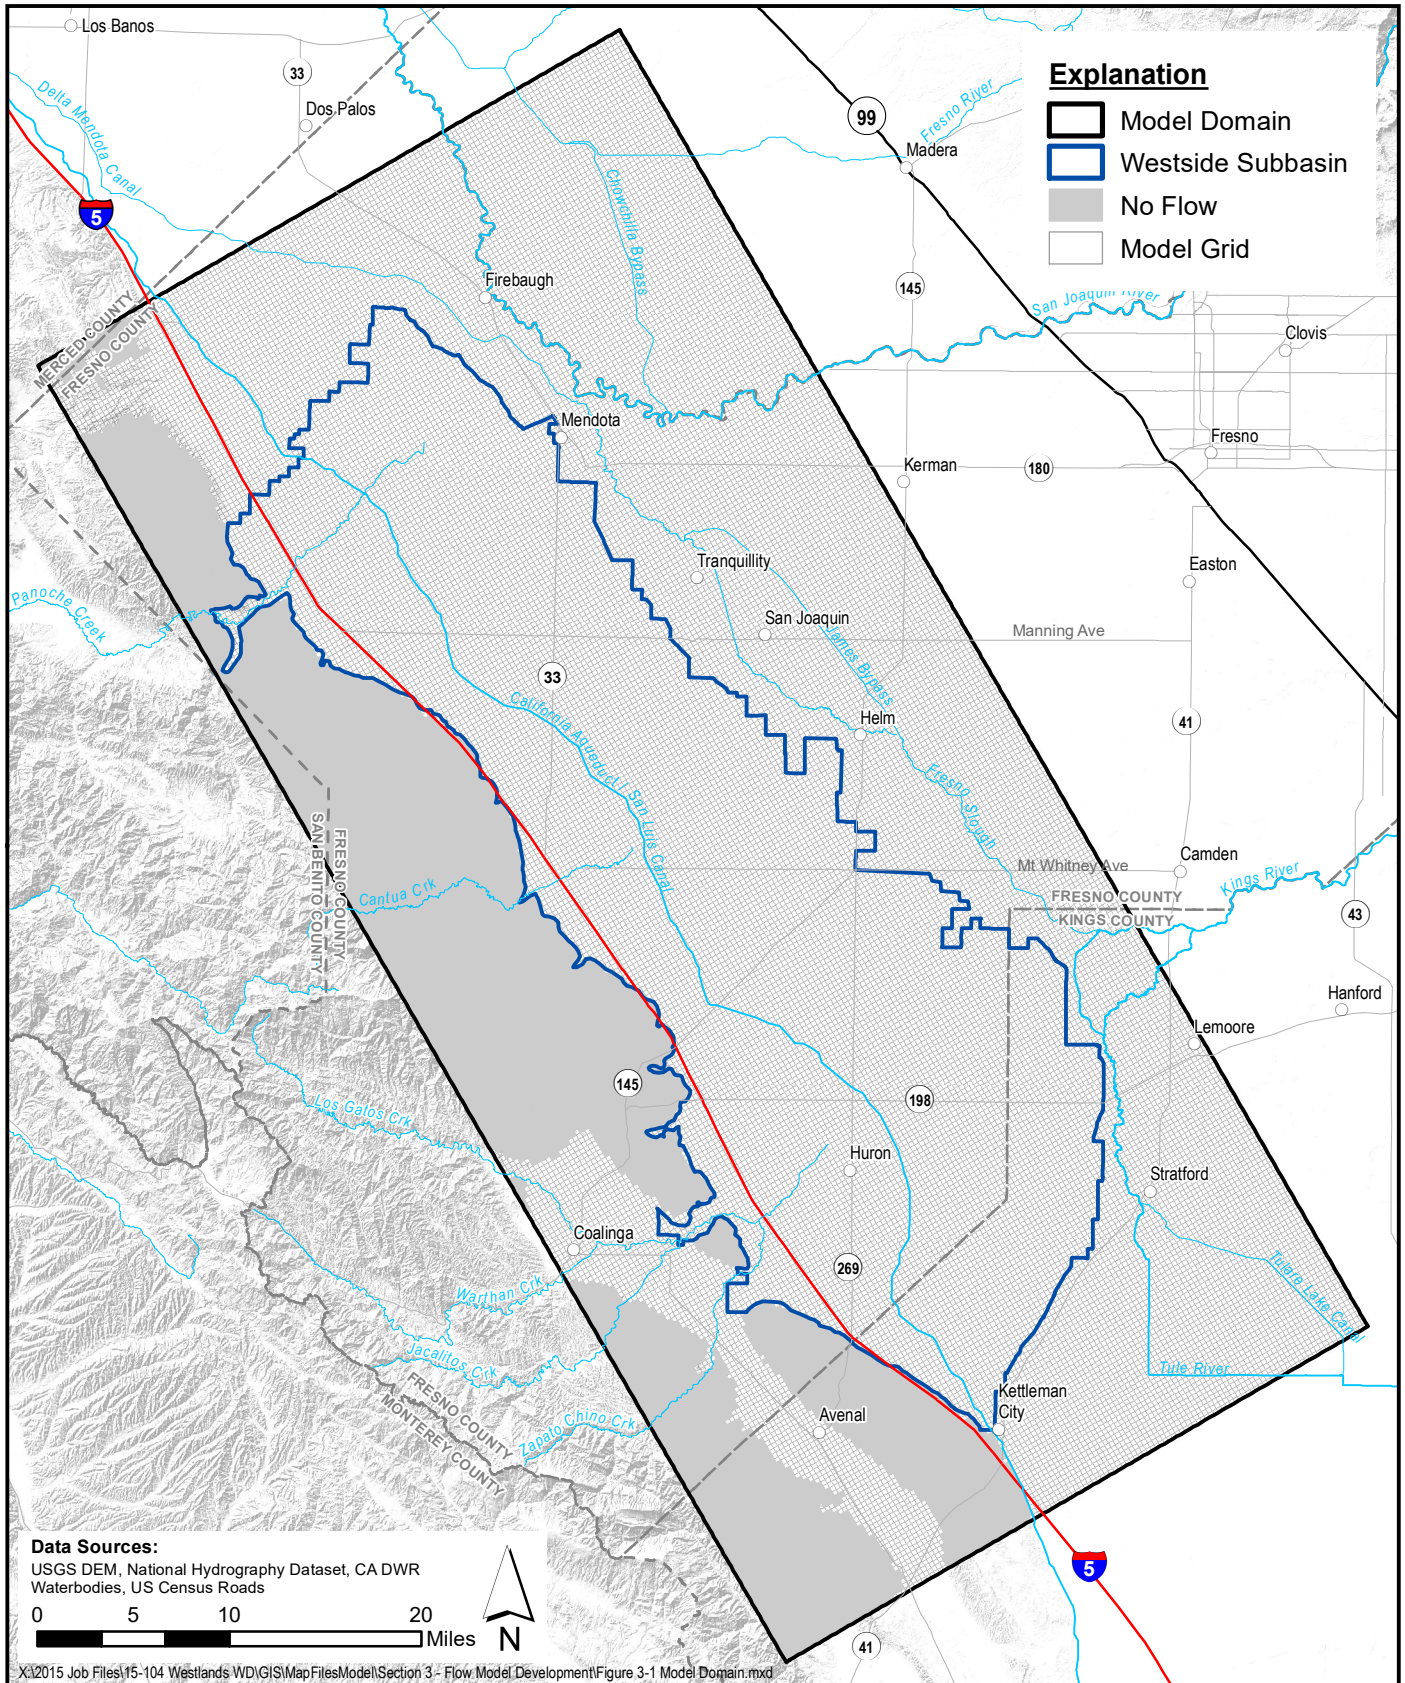 Los Banos
33
Dos Palos
Delta Mendota Canal
5
99
Fresno River
Madera
Explanation
Model Domain
Westside Subbasin
No Flow
Model Grid
Chowchilla Bypass
145
Firebaugh
San Joaquin River
Clovis
MERCED COUNTY
FRESNO COUNTY
Mendota
Fresno
Kerman
180
Tranquillity
Easton
Panoche Creek
San Joaquin
Manning Ave
James Bypass
33
California Aqueduct / San Luis Canal
Helm
41
Fresno Slough
SAN BENITO COUNTY
FRESNO COUNTY
Mt Whitney Ave
Camden
Kings River
Cantua Crk
FRESNO COUNTY
KINGS COUNTY
43
Hanford
Lemoore
145
198
Los Gatos Crk
Huron
Stratford
Coalinga
269
Warthan Crk
Tulare Lake Canal
Jacalitos Crk
Tule River
FRESNO COUNTY
MONTEREY COUNTY
Zapato Chino Crk
Avenal
Kettleman
City
5
41
Data Sources:
USGS DEM, National Hydrography Dataset, CA DWR
Waterbodies, US Census Roads
0 5 10 20
Miles
N
X:\2015 Job Files\15-104 Westlands WD\GIS\MapFilesModel\Section 3 - Flow Model Development\Figure 3-1 Model Domain.mxd